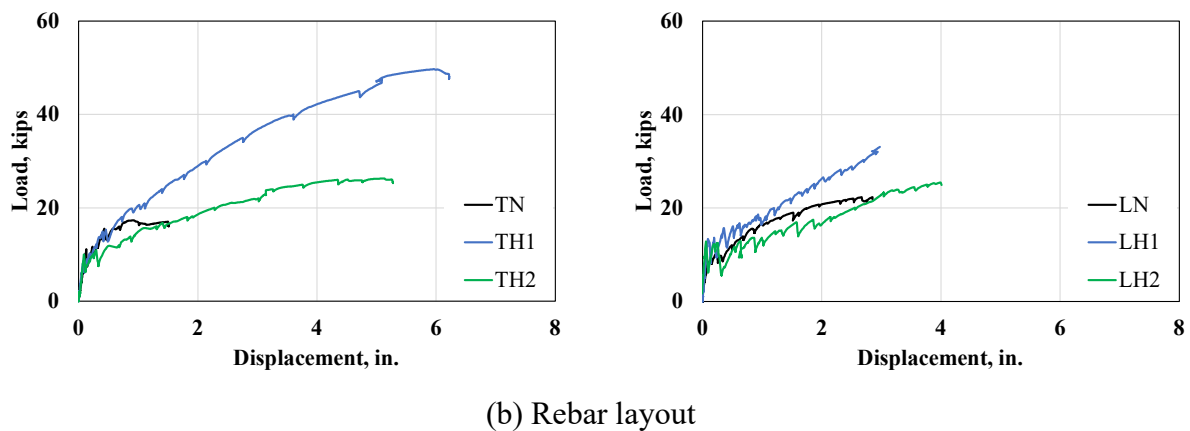 60
40
20
0
Load, kips
TN
TH1
TH2
0 2 4 6 8
Displacement, in.
60
40
20
0
Load, kips
LN
LH1
LH2
0 2 4 6 8
Displacement, in.
(b) Rebar layout